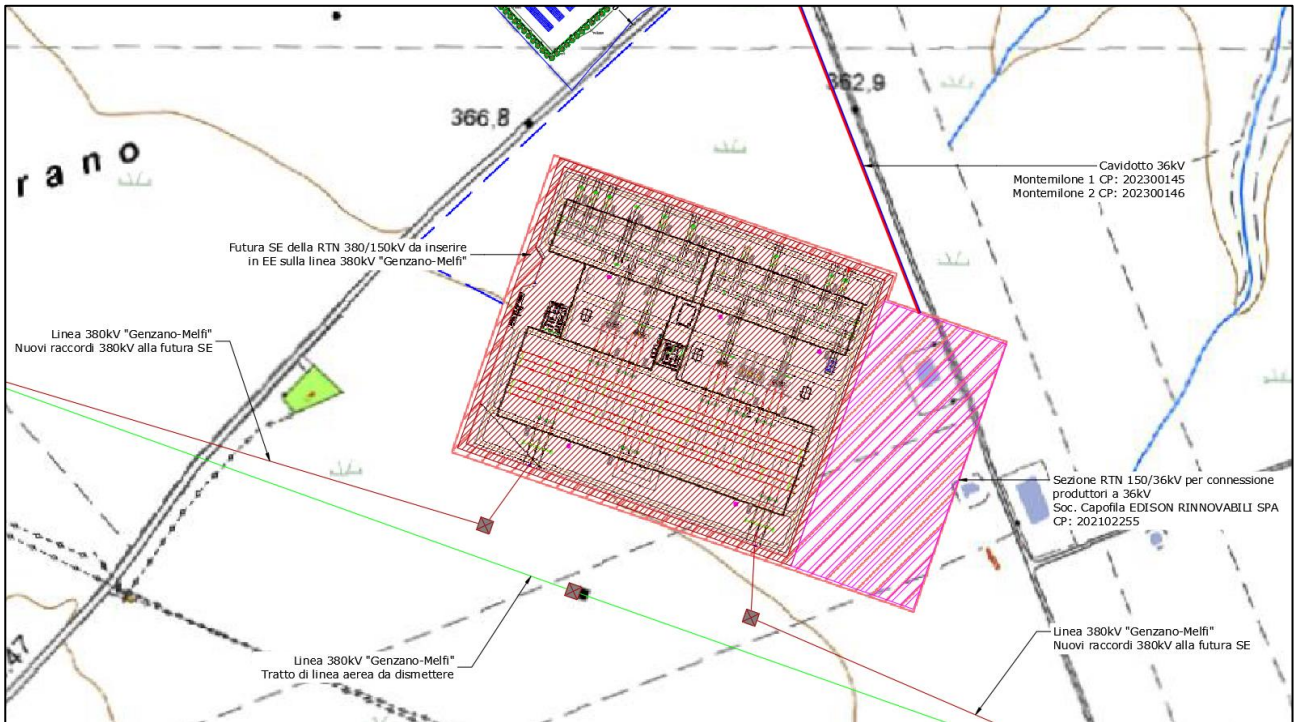 362,9
366,8
rano
Cavidotto 36kV
Montemilone 1 CP: 202300145
Montemilone 2 CP: 202300146
Futura SE della RTN 380/150kV da inserire
in EE sulla linea 380kV "Genzano-Melfi"
Linea 380kV "Genzano-Melfi"
Nuovi raccordi 380kV alla futura SE
Sezione RTN 150/36kV per connessione
produttori a 36kV
Soc. Capofila EDISON RINNOVABILI SPA
CP: 202102255
Linea 380kV "Genzano-Melfi"
Nuovi raccordi 380kV alla futura SE
Linea 380kV "Genzano-Melfi"
Tratto di linea aerea da dismettere
47